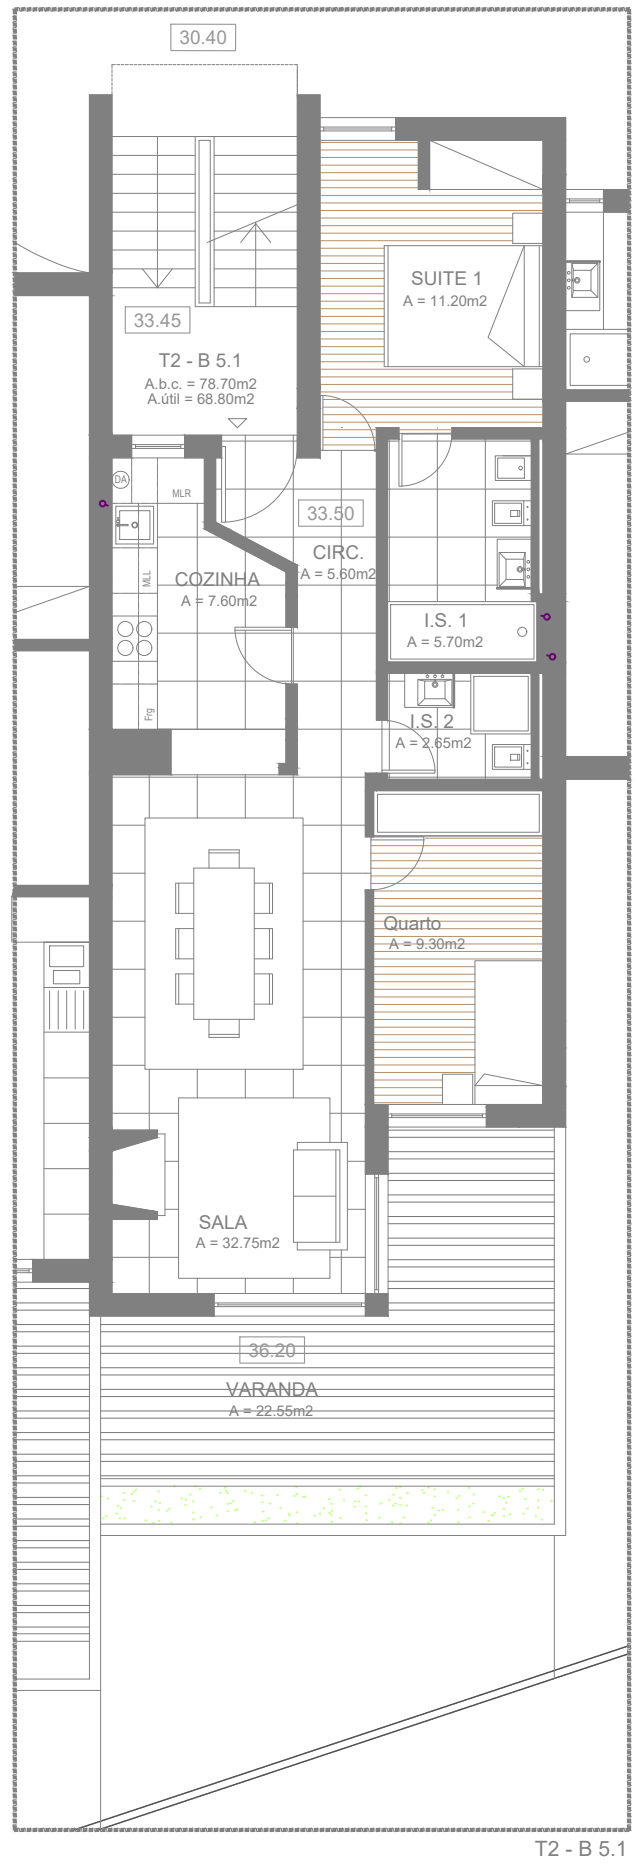 30.40
SUITE 1
A = 11.20m2
33.45
T2 - B 5.1
A.b.c. = 78.70m2
A.útil = 68.80m2
DA
MLR
33.50
CIRC.
A = 5.60m2
MLL
COZINHA
A = 7.60m2
I.S. 1
A = 5.70m2
Frg
I.S. 2
A = 2.65m2
Quarto
A = 9.30m2
SALA
A = 32.75m2
36.20
VARANDA
A = 22.55m2
T2 - B 5.1